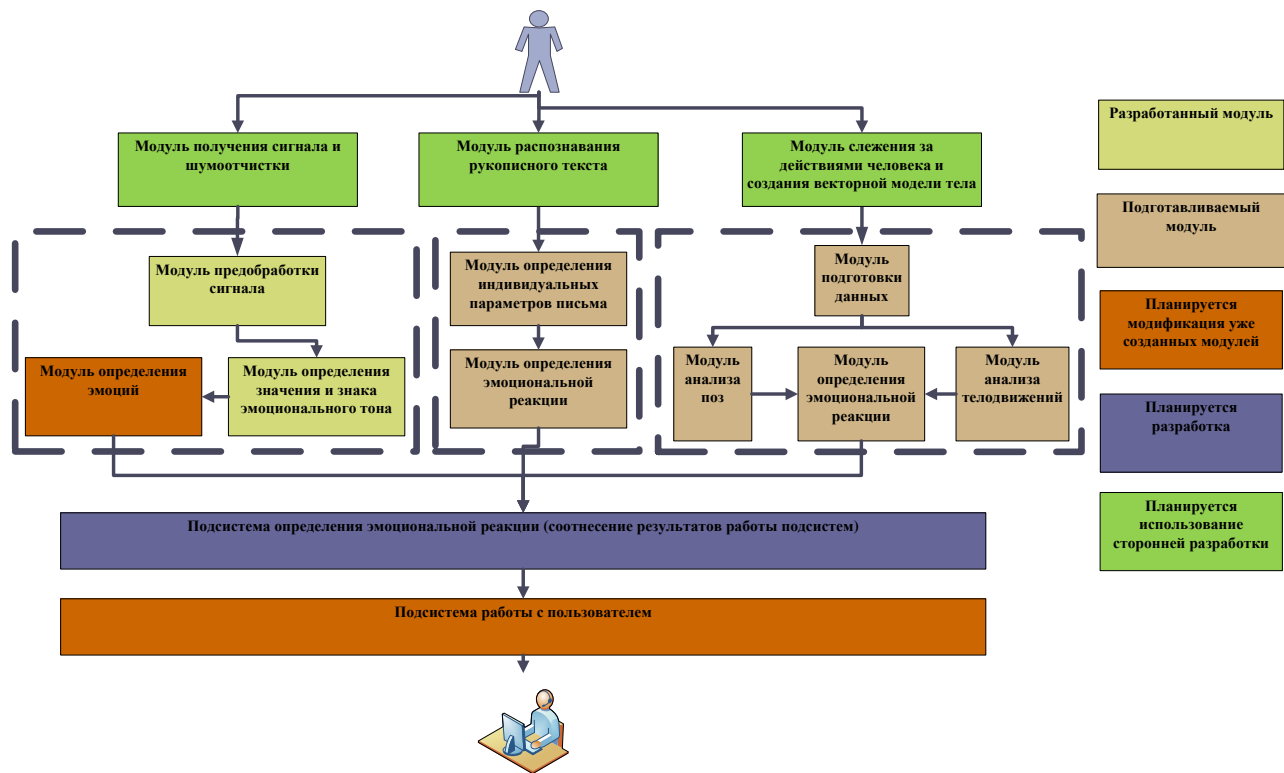 Модуль получения сигнала и
шумоотчистки
Модуль распознавания
рукописного текста
Модуль слежения за
действиями человека и
создания векторной модели тела
Разработанный модуль
Подготавливаемый
модуль
Планируется
модификация уже
созданных модулей
Планируется
разработка
Планируется
использование
сторонней разработки
Модуль предобработки
сигнала
Модуль определения
индивидуальных
параметров письма
Модуль
подготовки
данных
Модуль определения
эмоций
Модуль определения
значения и знака
эмоционального тона
Модуль определения
эмоциональной
реакции
Модуль
анализа
поз
Модуль
определения
эмоциональной
реакции
Модуль
анализа
телодвижений
Подсистема определения эмоциональной реакции (соотнесение результатов работы подсистем)
Подсистема работы с пользователем